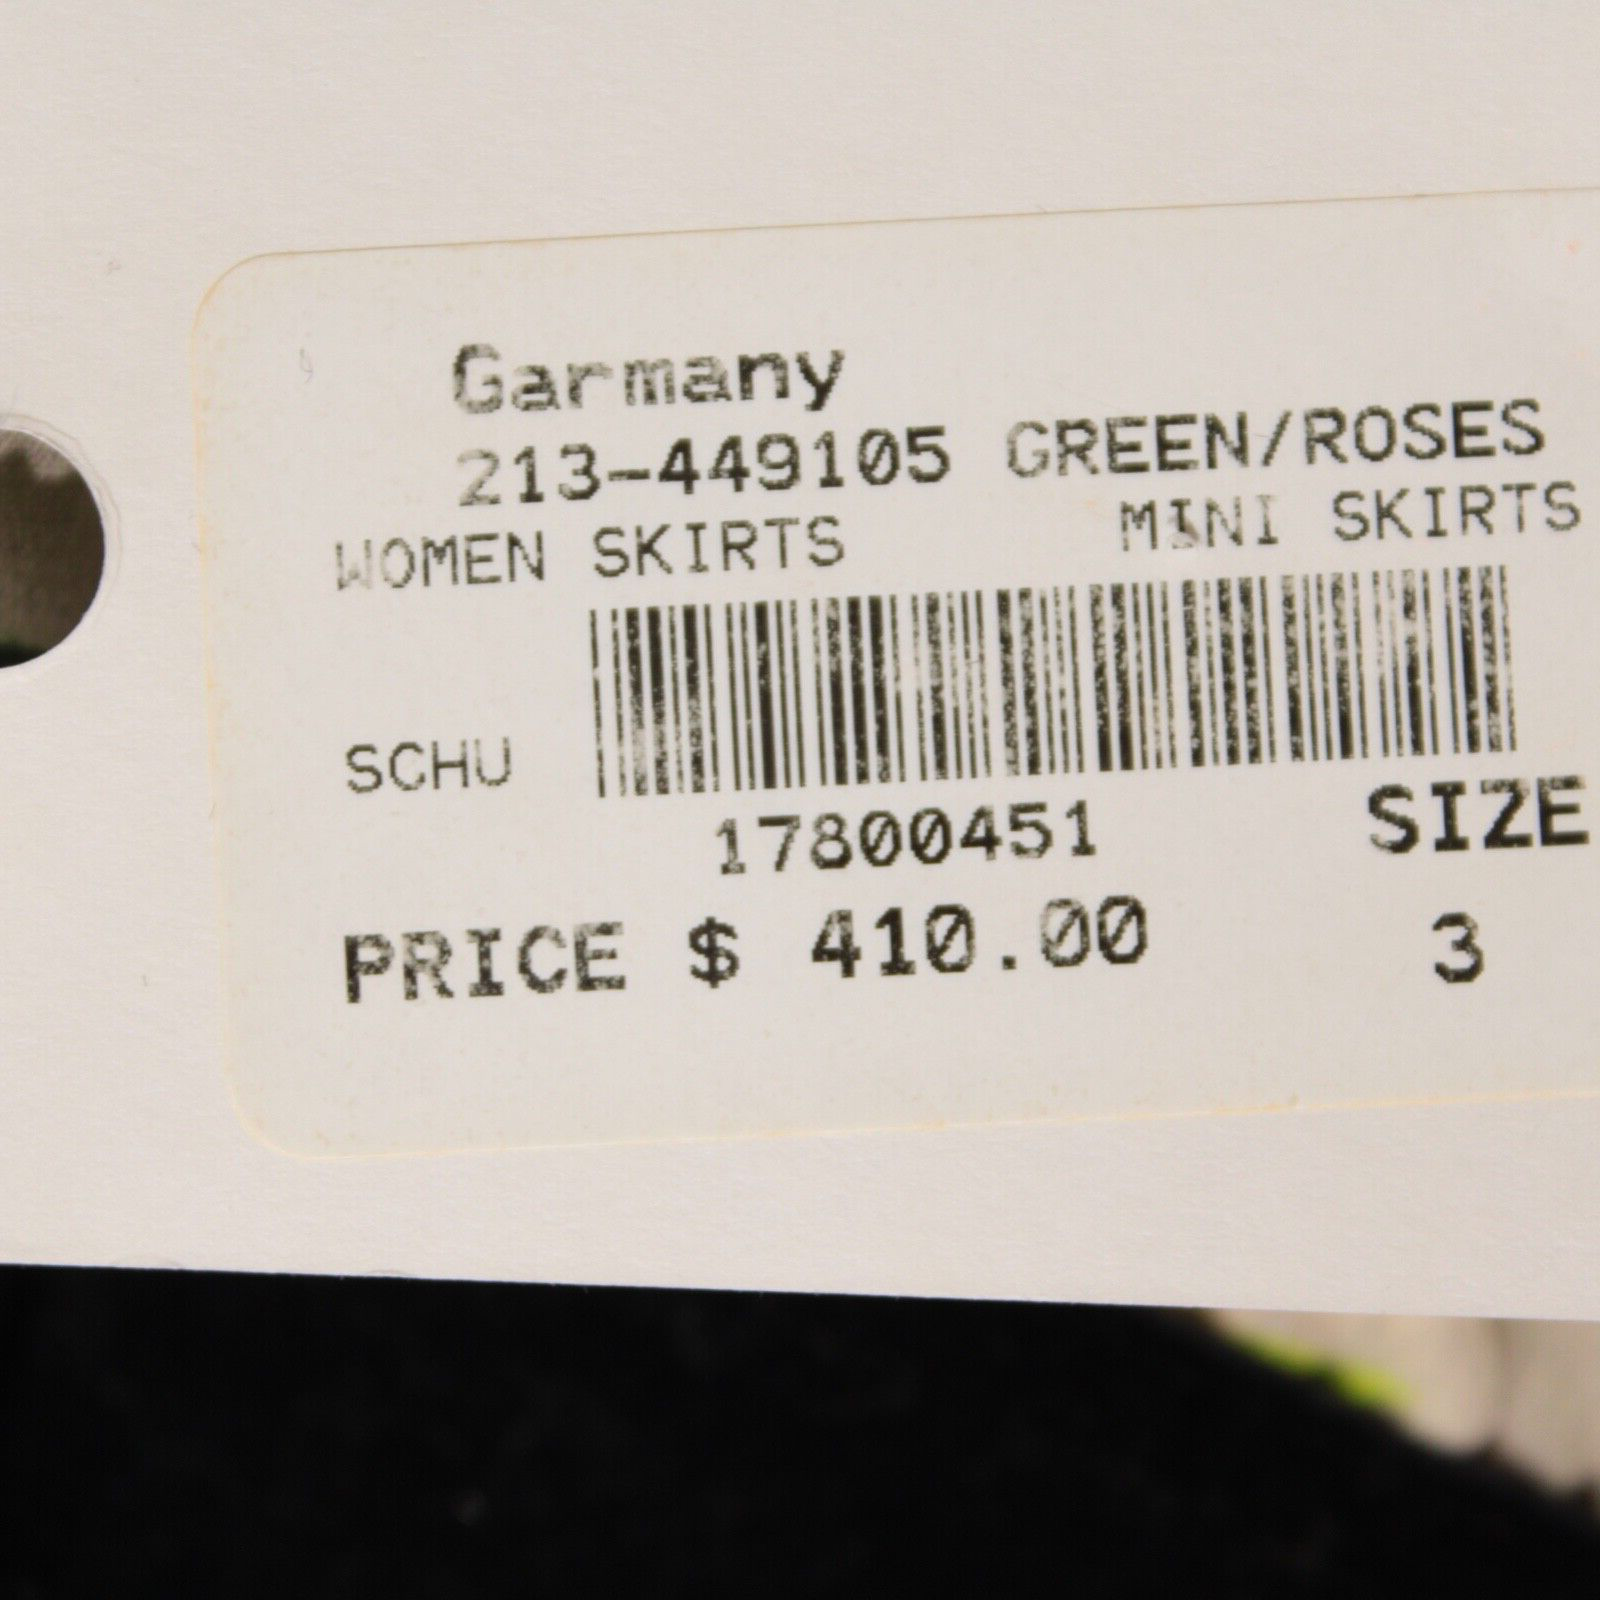 Garmany
213-449105 GREEN/ROSES
WOMEN SKIRTS MINI SKIRTS
SCHU
17800451 SIZE
PRICE $ 410.00 3